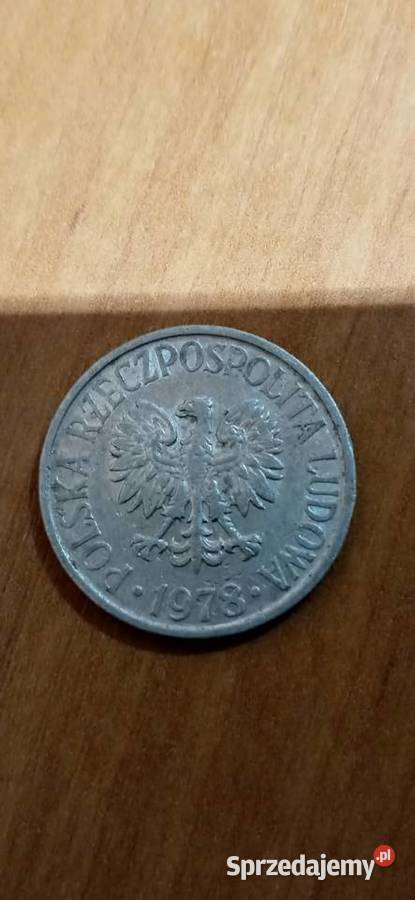 POLSKA RZECZPOSPOLITA LUDOWA
· 1978 ·
Sprzedajemy.pl